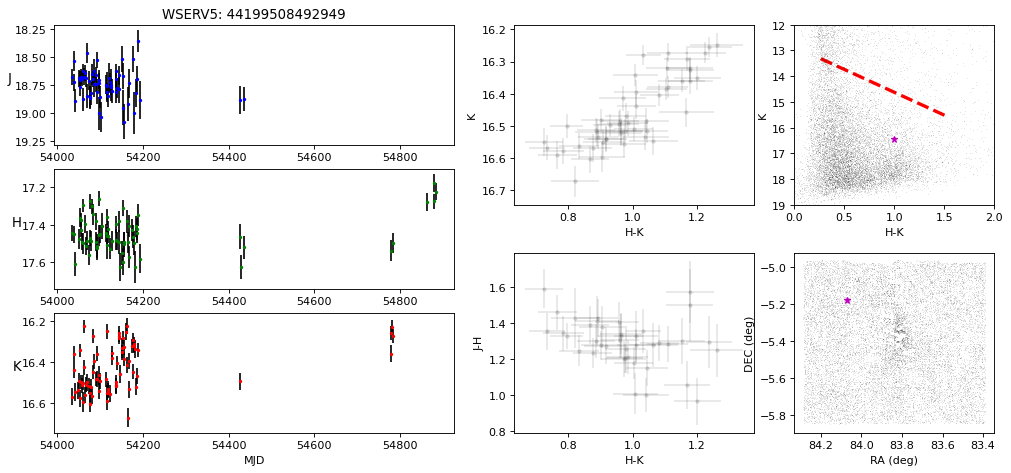 WSERV5: 44199508492949
18.25
18.50
18.75
19.00
19.25
J
54000 54200 54400 54600 54800
17.2
17.4
17.6
H
54000 54200 54400 54600 54800
16.2
16.4
16.6
K
54000 54200 54400 54600 54800
MJD
16.2
16.3
16.4
16.5
16.6
16.7
K
0.8 1.0 1.2
H-K
12
13
14
15
16
17
18
19
K
0.0 0.5 1.0 1.5 2.0
H-K
1.6
1.4
1.2
1.0
0.8
J-H
0.8 1.0 1.2
H-K
−5.0
−5.2
−5.4
−5.6
−5.8
DEC (deg)
84.2 84.0 83.8 83.6 83.4
RA (deg)